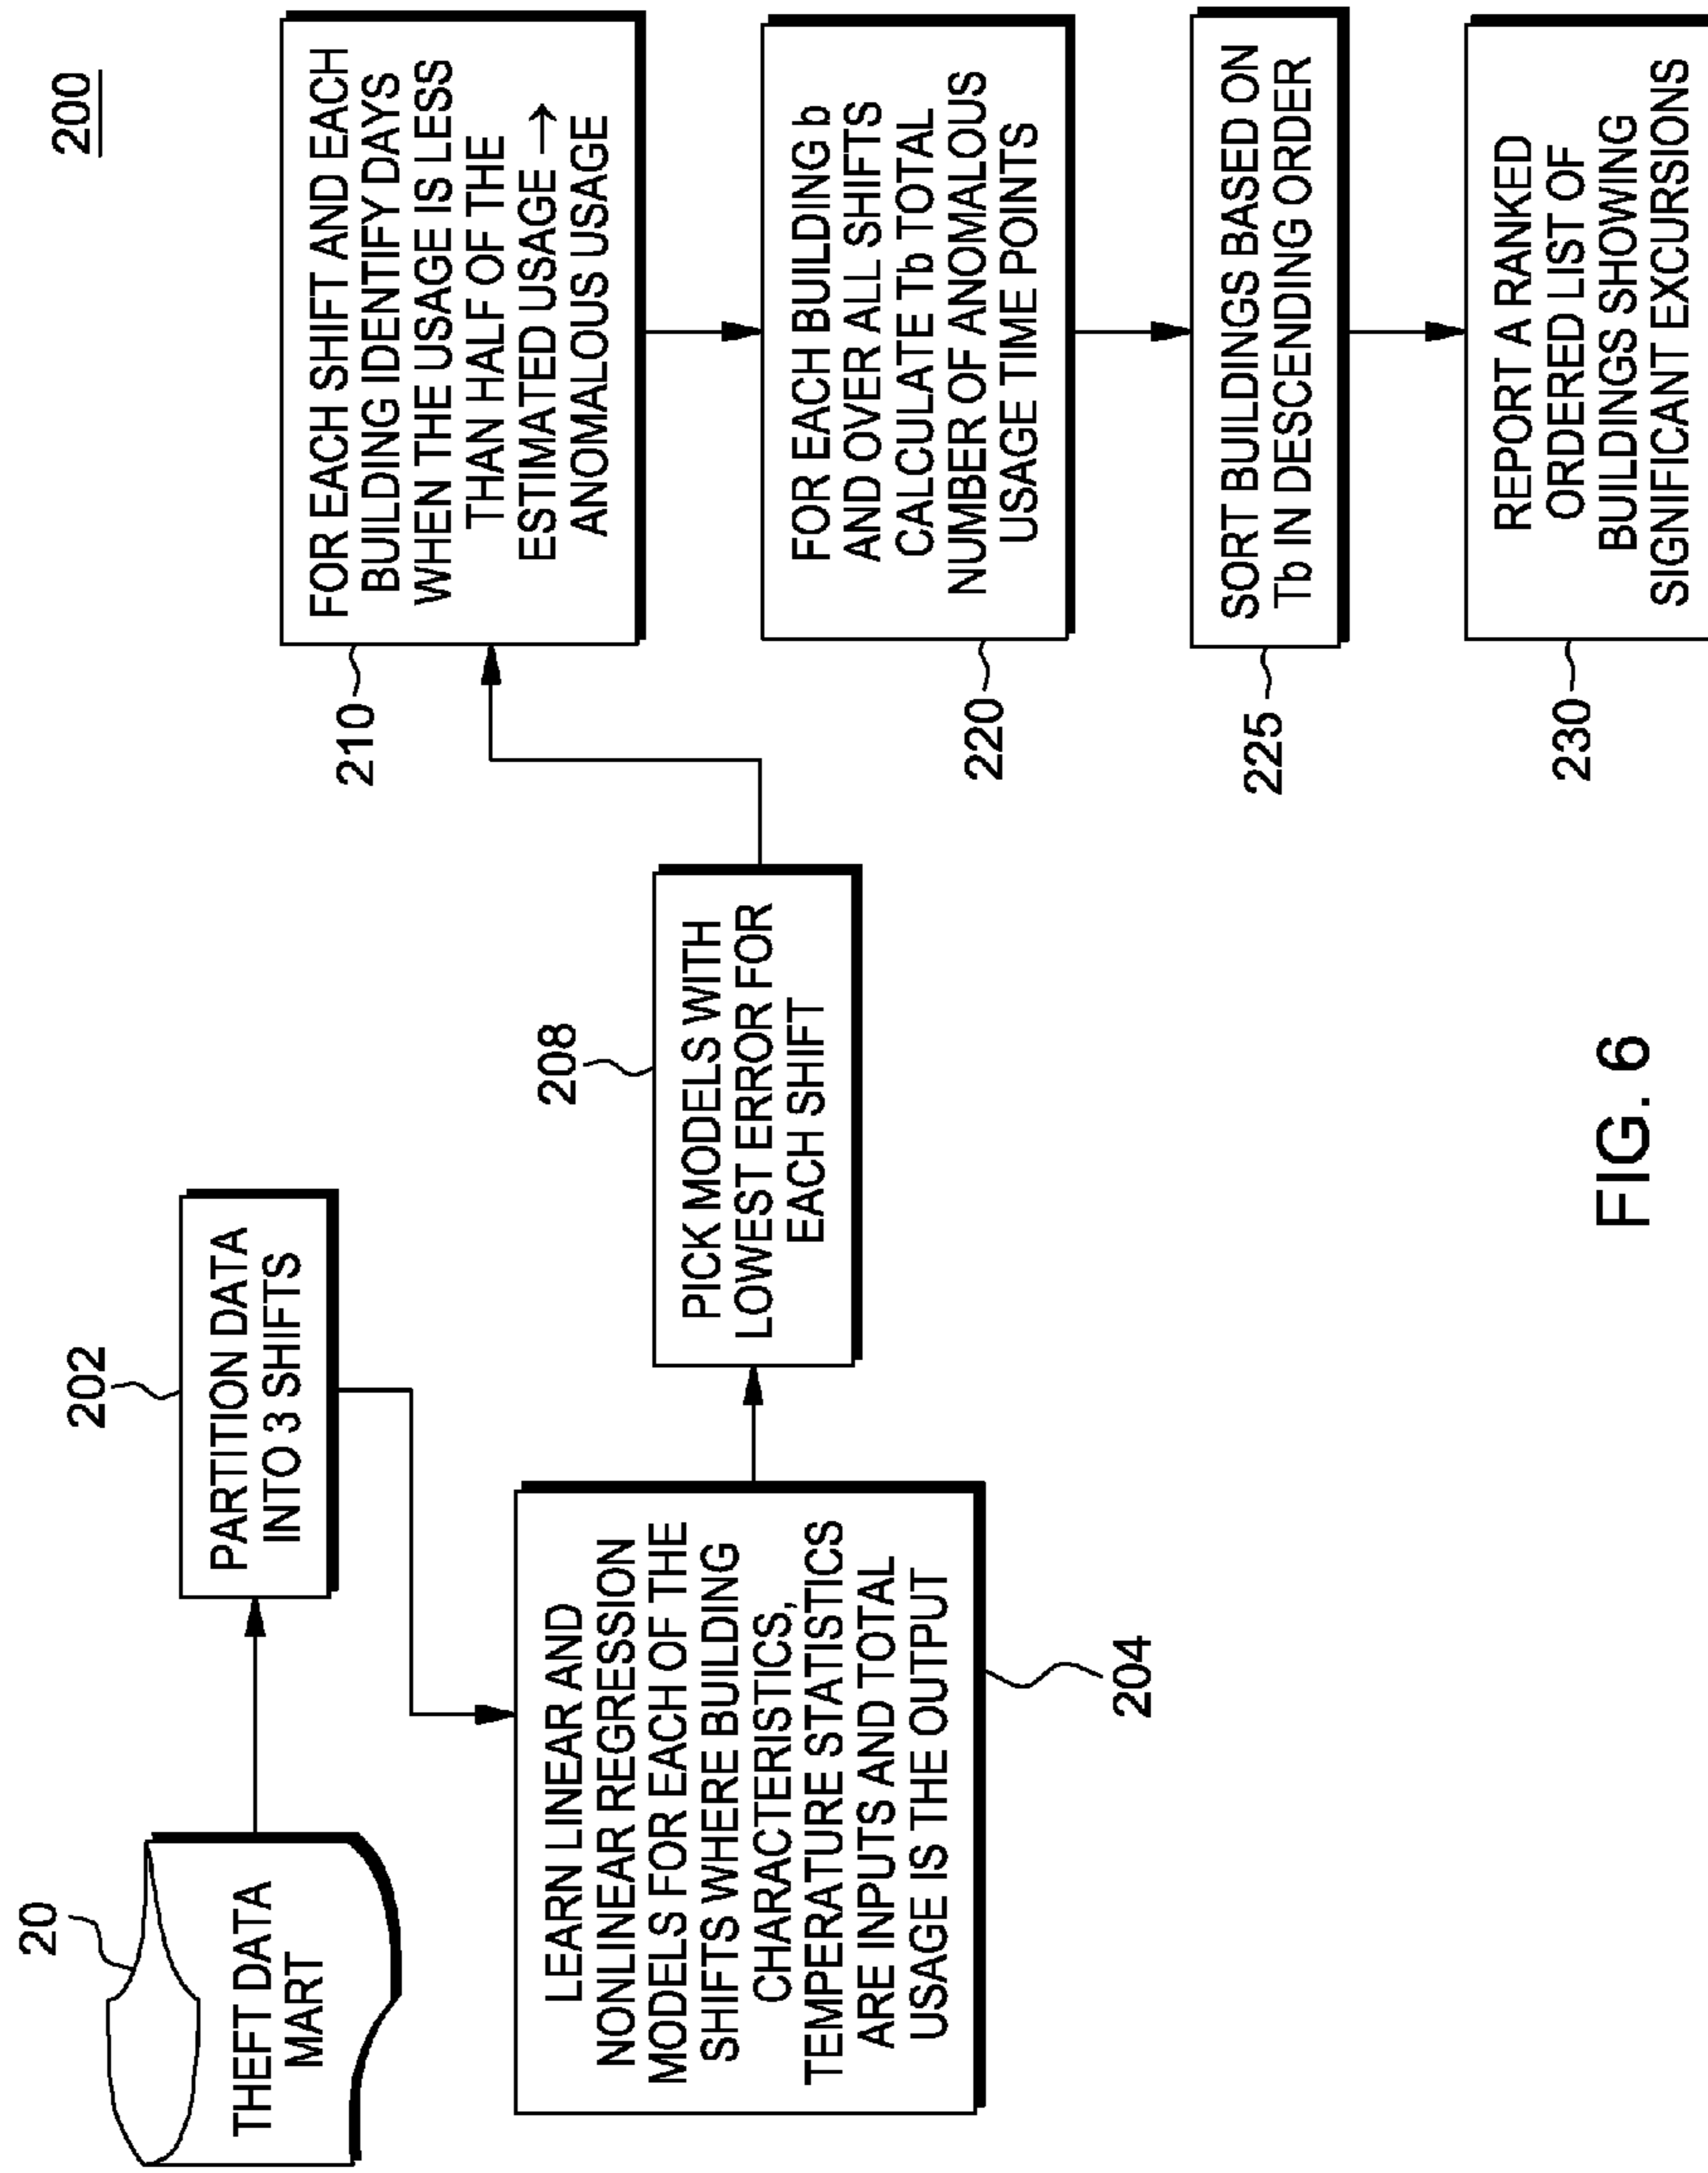 200
20
THEFT DATA
MART
202
PARTITION DATA
INTO 3 SHIFTS
LEARN LINEAR AND
NONLINEAR REGRESSION
MODELS FOR EACH OF THE
SHIFTS WHERE BUILDING
CHARACTERISTICS,
TEMPERATURE STATISTICS
ARE INPUTS AND TOTAL
USAGE IS THE OUTPUT
204
208
PICK MODELS WITH
LOWEST ERROR FOR
EACH SHIFT
210
FOR EACH SHIFT AND EACH
BUILDING IDENTIFY DAYS
WHEN THE USAGE IS LESS
THAN HALF OF THE
ESTIMATED USAGE →
ANOMALOUS USAGE
220
FOR EACH BUILDING b
AND OVER ALL SHIFTS
CALCULATE Tb TOTAL
NUMBER OF ANOMALOUS
USAGE TIME POINTS
225
SORT BUILDINGS BASED ON
Tb IN DESCENDING ORDER
230
REPORT A RANKED
ORDERED LIST OF
BUILDINGS SHOWING
SIGNIFICANT EXCURSIONS
FIG. 6